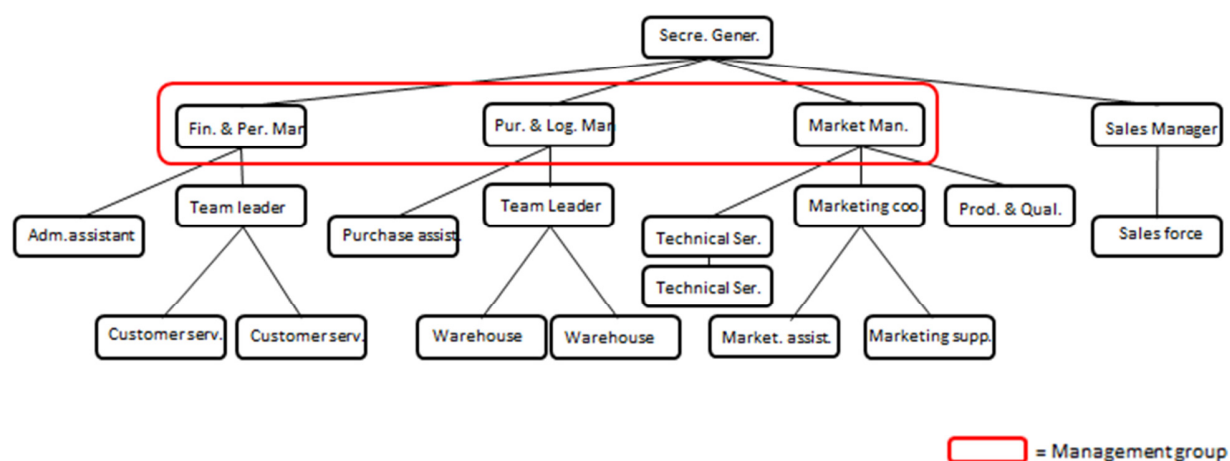 Secre. Gener.
Fin. & Per. Man
Pur. & Log. Man
Market Man.
Sales Manager
Adm.assistant
Team leader
Purchase assist.
Team Leader
Technical Ser.
Technical Ser.
Marketing coo.
Prod. & Qual.
Sales force
Customer serv.
Customer serv.
Warehouse
Warehouse
Market. assist.
Marketing supp.
= Management group